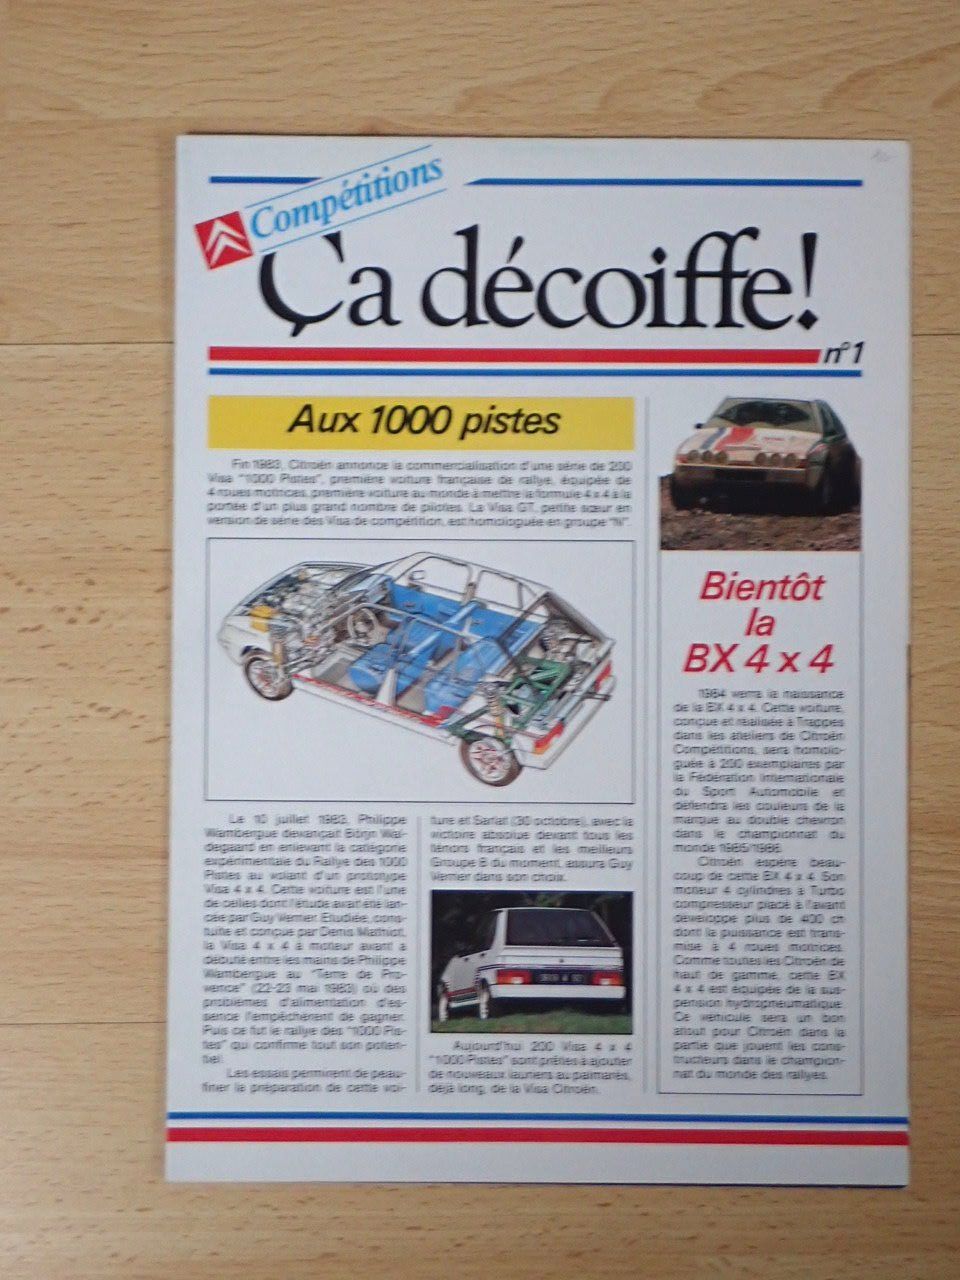 Compétitions
Ça décoiffe!
n°1
Aux 1000 pistes
Fin 1983, Citroën annonce la commercialisation d'une série de 200
Visa "1000 Pistes", première voiture française de rallye, équipée de
4 roues motrices, première voiture au monde à mettre la formule 4 x 4 à la
portée d'un plus grand nombre de pilotes. La Visa GT, petite sœur en
version de série des Visa de compétition, est homologuée en groupe "N".
Le 10 juillet 1983, Philippe
Wambergue devançait Björn Wal-
degaard en enlevant la catégorie
expérimentale du Rallye des 1000
Pistes au volant d'un prototype
Visa 4 x 4. Cette voiture est l'une
de celles dont l'étude avait été lan-
cée par Guy Verrier. Etudiée, cons-
truite et conçue par Denis Mathiot,
la Visa 4 x 4 à moteur avant a
débuté entre les mains de Philippe
Wambergue au "Terre de Pro-
vence" (22-23 mai 1983) où des
problèmes d'alimentation d'es-
sence l'empêchèrent de gagner.
Puis ce fut le rallye des "1000 Pis-
tes" qui confirme tout son poten-
tiel.
Les essais permirent de peau-
finer la préparation de cette voi-
ture et Sarlat (30 octobre), avec la
victoire absolue devant tous les
ténors français et les meilleurs
Groupe B du moment, assura Guy
Verrier dans son choix.
Aujourd'hui 200 Visa 4 x 4
"1000 Pistes" sont prêtes à ajouter
de nouveaux lauriers au palmarès,
déjà long, de la Visa Citroën.
Bientôt
la
BX 4 x 4
1984 verra la naissance
de la BX 4 x 4. Cette voiture,
conçue et réalisée à Trappes
dans les ateliers de Citroën
Compétitions, sera homolo-
guée à 200 exemplaires par
la Fédération Internationale
du Sport Automobile et
défendra les couleurs de la
marque au double chevron
dans le championnat du
monde 1985/1986.
Citroën espère beau-
coup de cette BX 4 x 4. Son
moteur 4 cylindres à Turbo
compresseur placé à l'avant
développe plus de 400 ch
dont la puissance est trans-
mise à 4 roues motrices.
Comme toutes les Citroën de
haut de gamme, cette BX
4 x 4 est équipée de la sus-
pension hydropneumatique.
Ce véhicule sera un bon
atout pour Citroën dans la
partie que jouent les cons-
tructeurs dans le champion-
nat du monde des rallyes.